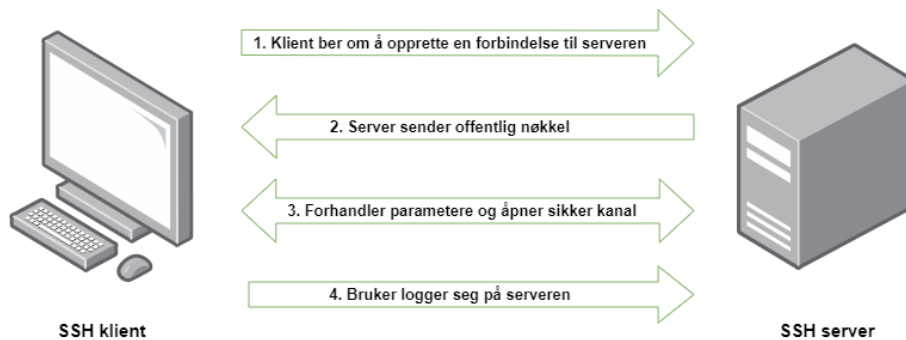 1. Klient ber om å opprette en forbindelse til serveren
2. Server sender offentlig nøkkel
3. Forhandler parametere og åpner sikker kanal
4. Bruker logger seg på serveren
SSH klient
SSH server